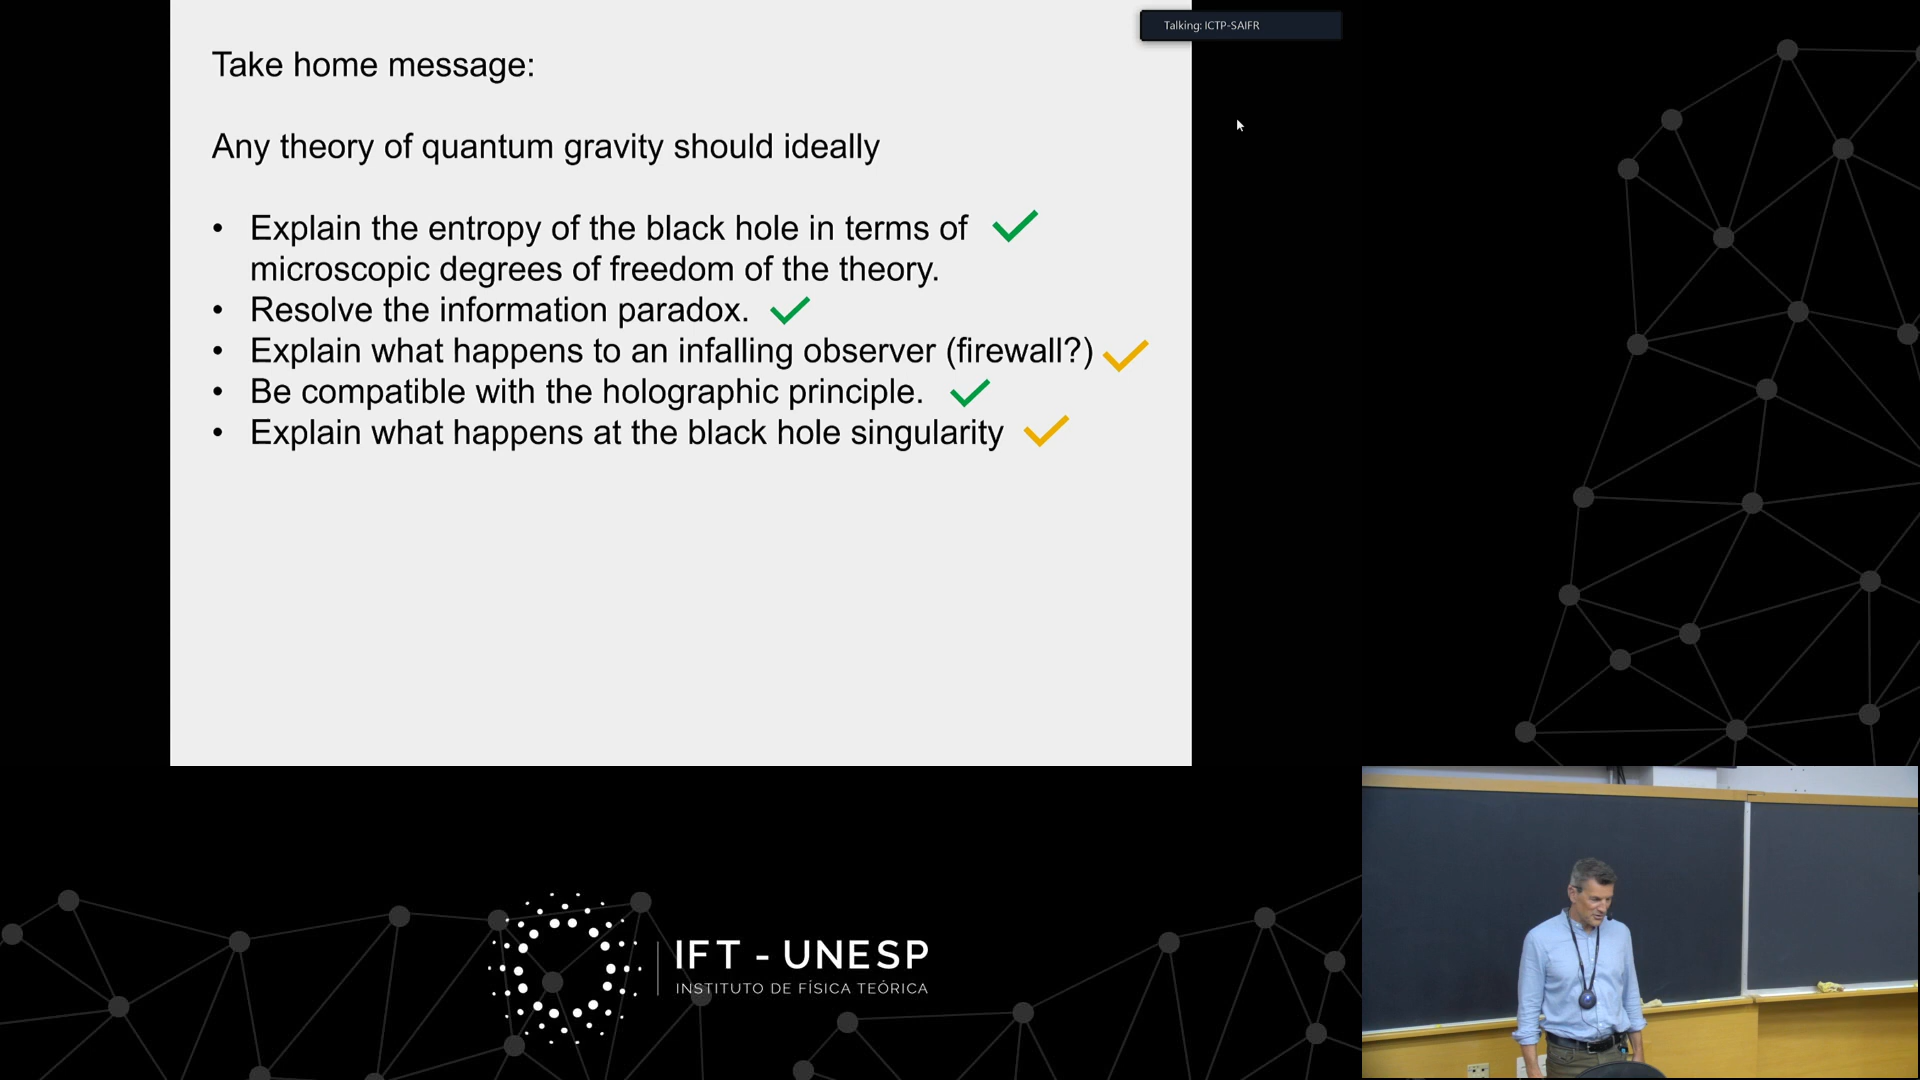 Talking: ICTP-SAIFR
Take home message:
Any theory of quantum gravity should ideally
• Explain the entropy of the black hole in terms of
microscopic degrees of freedom of the theory.
• Resolve the information paradox.
• Explain what happens to an infalling observer (firewall?)
• Be compatible with the holographic principle.
• Explain what happens at the black hole singularity
IFT - UNESP
INSTITUTO DE FÍSICA TEÓRICA